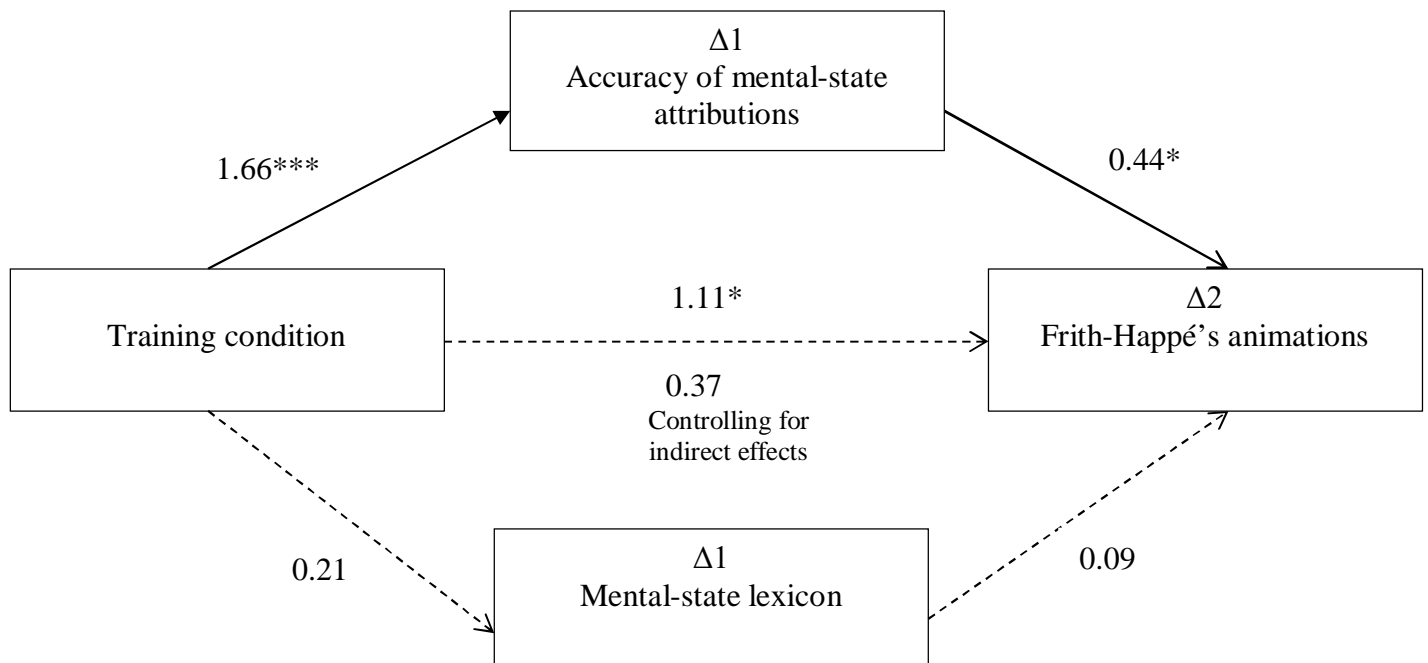 Δ1
Accuracy of mental-state
attributions
1.66***
0.44*
Training condition
1.11*
0.37
Controlling for
indirect effects
Δ2
Frith-Happé’s animations
0.21
Δ1
Mental-state lexicon
0.09